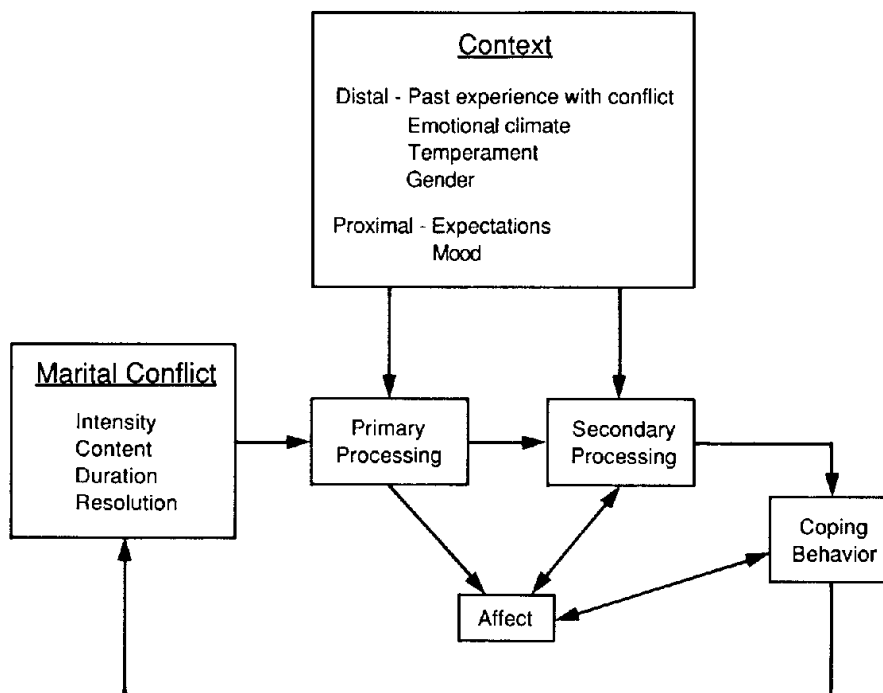 Context
Distal - Past experience with conflict
Emotional climate
Temperament
Gender
Proximal - Expectations
Mood
Marital Conflict
Intensity
Content
Duration
Resolution
Primary
Processing
Secondary
Processing
Coping
Behavior
Affect